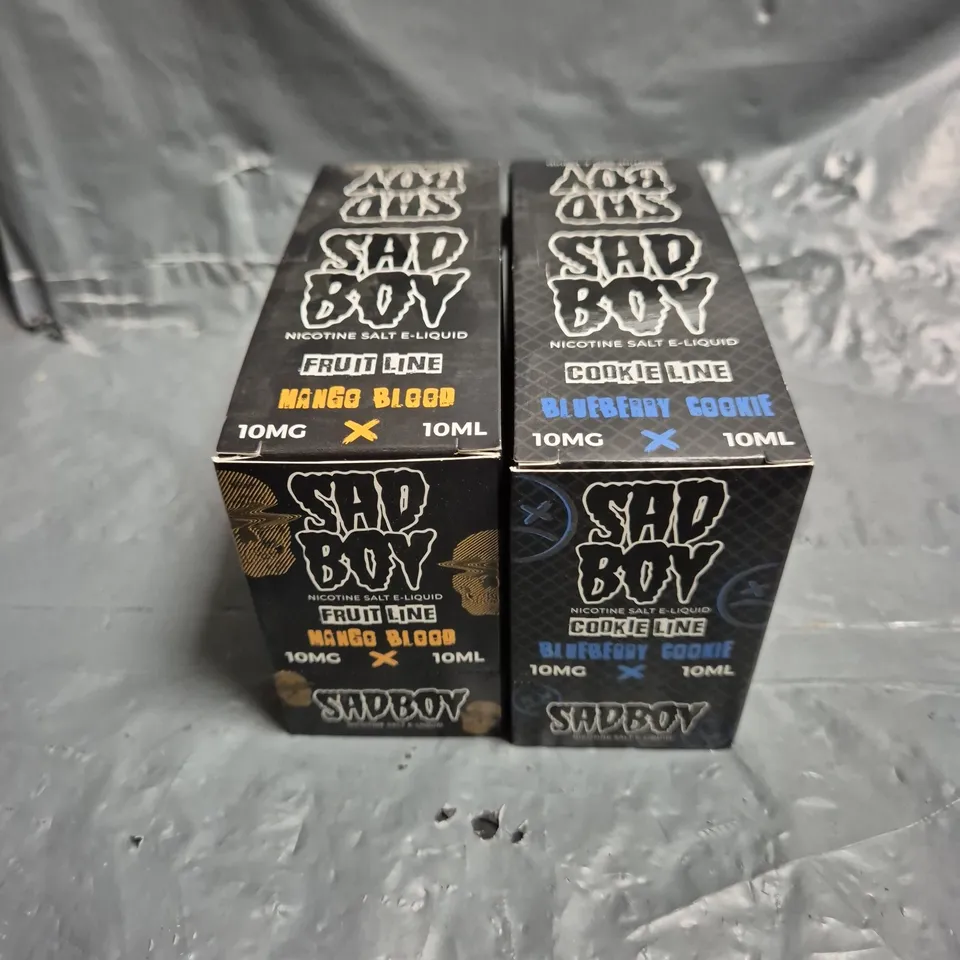 SAD
BOY
SAD
BOY
NICOTINE SALT E-LIQUID
FRUIT LINE
MANGO BLOOD
10MG X 10ML
SAD
BOY
NICOTINE SALT E-LIQUID
FRUIT LINE
MANGO BLOOD
10MG X 10ML
SADBOY
NICOTINE SALT E-LIQUID
SAD
BOY
SAD
BOY
NICOTINE SALT E-LIQUID
COOKIE LINE
BLUEBERRY COOKIE
10MG X 10ML
SAD
BOY
NICOTINE SALT E-LIQUID
COOKIE LINE
BLUEBERRY COOKIE
10MG X 10ML
SADBOY
NICOTINE SALT E-LIQUID